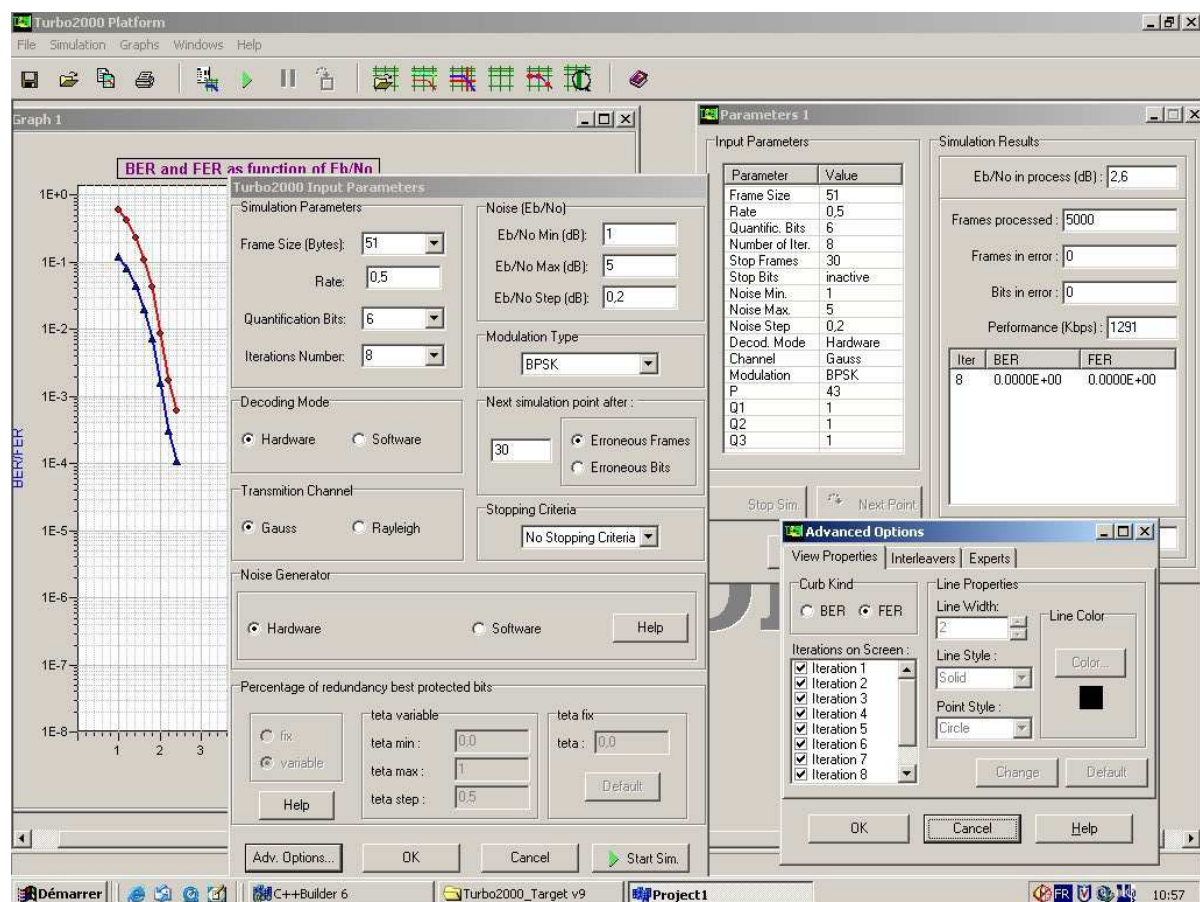 Turbo2000 Platform
File Simulation Graphs Windows Help
Graph 1
BER and FER as function of Eb/No
1E+0
1E-1
1E-2
1E-3
1E-4
1E-5
1E-6
1E-7
1E-8
BER/FER
1 2 3
Turbo2000 Input Parameters
Simulation Parameters
Frame Size (Bytes): 51
Rate: 0,5
Quantification Bits: 6
Iterations Number: 8
Decoding Mode
Hardware Software
Transmition Channel
Gauss Rayleigh
Noise (Eb/No)
Eb/No Min (dB): 1
Eb/No Max (dB): 5
Eb/No Step (dB): 0,2
Modulation Type
BPSK
Next simulation point after :
30
Erroneous Frames
Erroneous Bits
Stopping Criteria
No Stopping Criteria
Noise Generator
Hardware Software Help
Percentage of redundancy best protected bits
fix
variable
Help
teta variable
teta min : 0,0
teta max : 1
teta step : 0.5
teta fix
teta : 0,0
Default
Adv. Options... OK Cancel Start Sim.
Parameters 1
Input Parameters
Parameter Value
Frame Size 51
Rate 0,5
Quantific. Bits 6
Number of Iter. 8
Stop Frames 30
Stop Bits inactive
Noise Min. 1
Noise Max. 5
Noise Step 0,2
Decod. Mode Hardware
Channel Gauss
Modulation BPSK
P 43
Q1 1
Q2 1
Q3 1
Stop Sim Next Point
Simulation Results
Eb/No in process (dB) : 2,6
Frames processed : 5000
Frames in error : 0
Bits in error : 0
Performance (Kbps) : 1291
Iter BER FER
8 0.0000E+00 0.0000E+00
Advanced Options
View Properties Interleavers Experts
Curb Kind
BER FER
Iterations on Screen :
Iteration 1
Iteration 2
Iteration 3
Iteration 4
Iteration 5
Iteration 6
Iteration 7
Iteration 8
Line Properties
Line Width:
2
Line Style :
Solid
Point Style :
Circle
Line Color
Color...
Change Default
OK Cancel Help
Démarrer C++Builder 6 Turbo2000_Target v9 Project1 FR 10:57